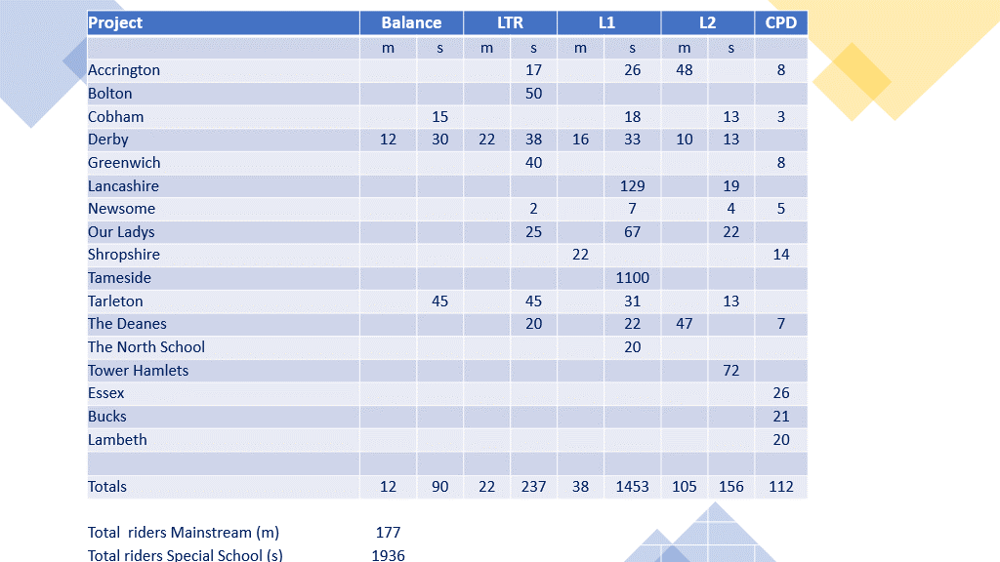 Project Balance LTR L1 L2 CPD
m s m s m s m s
Accrington 17 26 48 8
Bolton 50
Cobham 15 18 13 3
Derby 12 30 22 38 16 33 10 13
Greenwich 40 8
Lancashire 129 19
Newsome 2 7 4 5
Our Ladys 25 67 22
Shropshire 22 14
Tameside 1100
Tarleton 45 45 31 13
The Deanes 20 22 47 7
The North School 20
Tower Hamlets 72
Essex 26
Bucks 21
Lambeth 20
Totals 12 90 22 237 38 1453 105 156 112
Total riders Mainstream (m) 177
Total riders Special School (s) 1936